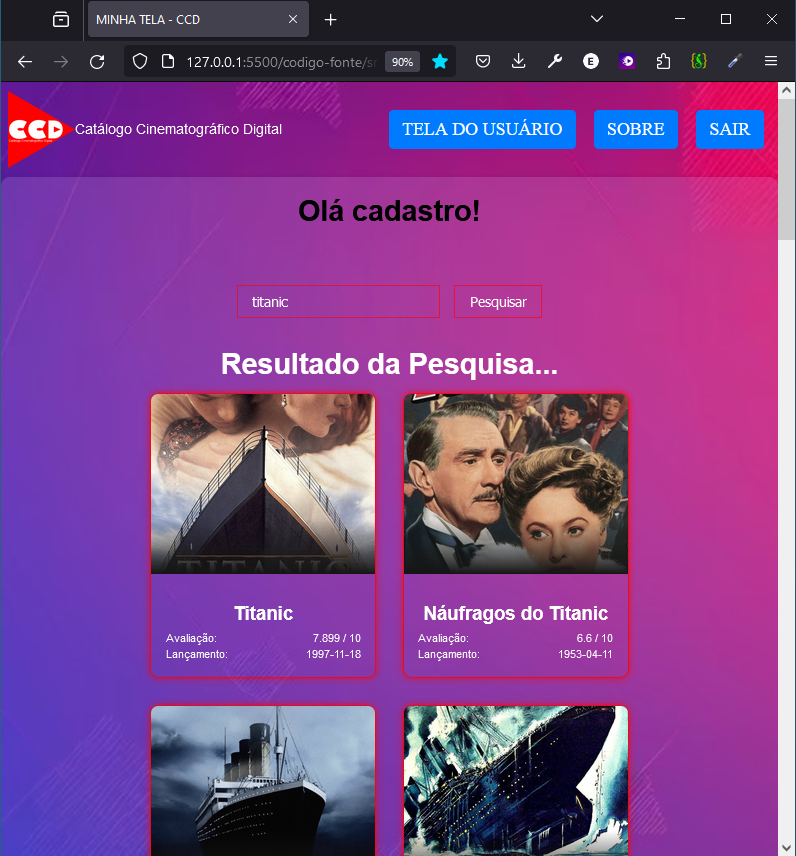 MINHA TELA - CCD
127.0.0.1:5500/codigo-fonte/sr
90%
CCD
Catálogo Cinematográfico Digital
TELA DO USUÁRIO
SOBRE
SAIR
Olá cadastro!
titanic
Pesquisar
Resultado da Pesquisa...
TITANIC
Titanic
Avaliação: 7.899 / 10
Lançamento: 1997-11-18
Náufragos do Titanic
Avaliação: 6.6 / 10
Lançamento: 1953-04-11